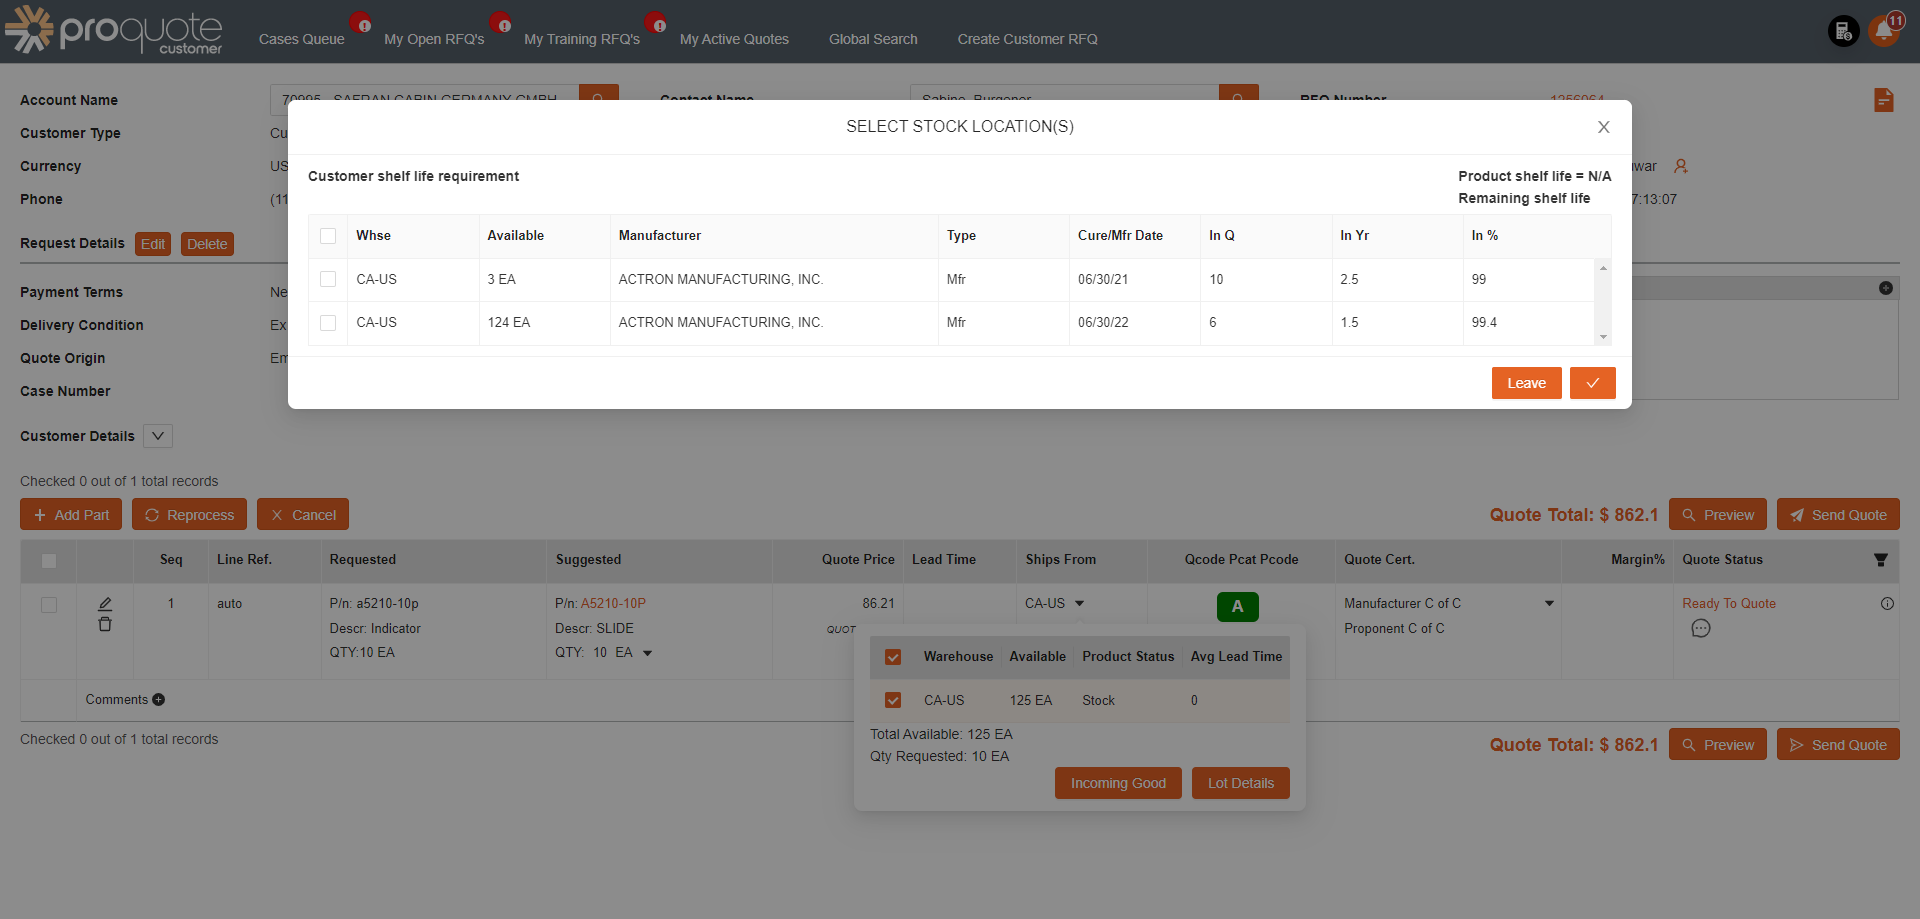 proquote
customer
Cases Queue
My Open RFQ's
My Training RFQ's
My Active Quotes
Global Search
Create Customer RFQ
11
Account Name
70995 - SAFRAN CABIN GERMANY GMBH
Contact Name
Sabine, Burgener
RFQ Number
1256064
SELECT STOCK LOCATION(S)
X
Customer Type
Cu
Currency
US
war
Phone
(11
7:13:07
Customer shelf life requirement
Product shelf life = N/A
Remaining shelf life
Whse Available Manufacturer Type Cure/Mfr Date In Q In Yr In %
CA-US 3 EA ACTRON MANUFACTURING, INC. Mfr 06/30/21 10 2.5 99
CA-US 124 EA ACTRON MANUFACTURING, INC. Mfr 06/30/22 6 1.5 99.4
Leave
Request Details Edit Delete
Payment Terms
Ne
Delivery Condition
Ex
Quote Origin
Em
Case Number
Customer Details
Checked 0 out of 1 total records
Add Part Reprocess Cancel
Quote Total: $ 862.1 Preview Send Quote
Seq Line Ref. Requested Suggested Quote Price Lead Time Ships From Qcode Pcat Pcode Quote Cert. Margin% Quote Status
1 auto P/n: a5210-10p P/n: A5210-10P 86.21 CA-US A Manufacturer C of C Ready To Quote
Descr: Indicator Descr: SLIDE QUOT Proponent C of C
QTY:10 EA QTY: 10 EA
Warehouse Available Product Status Avg Lead Time
CA-US 125 EA Stock 0
Total Available: 125 EA
Qty Requested: 10 EA
Incoming Good Lot Details
Comments
Checked 0 out of 1 total records
Quote Total: $ 862.1 Preview Send Quote